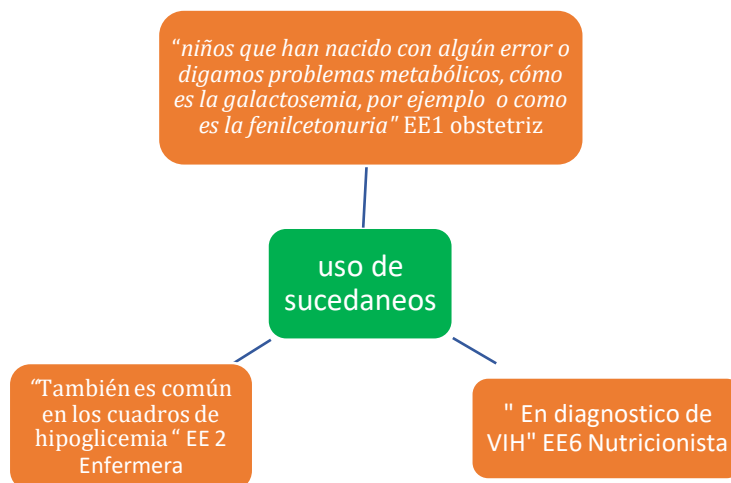 “niños que han nacido con algún error o
digamos problemas metabólicos, cómo
es la galactosemia, por ejemplo o como
es la fenilcetonuria" EE1 obstetriz
uso de
sucedaneos
“También es común
en los cuadros de
hipoglicemia “ EE 2
Enfermera
" En diagnostico de
VIH" EE6 Nutricionista